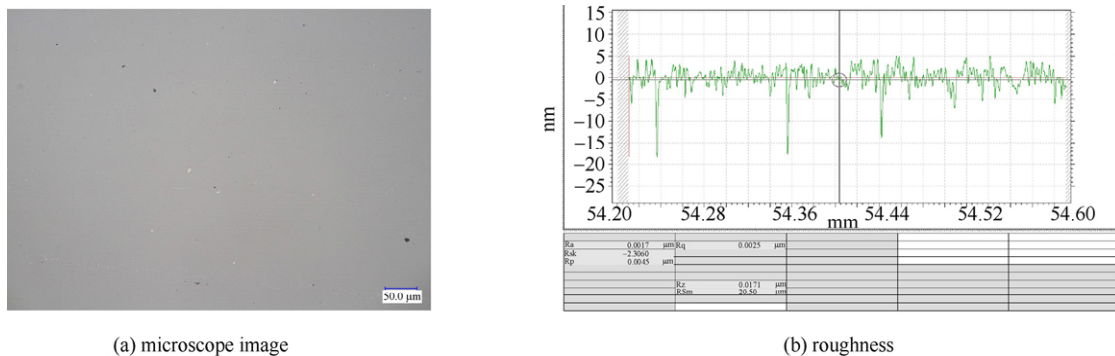 50.0 μm
(a) microscope image
15
10
5
0
−5
−10
−15
−20
−25
nm
54.20 54.28 54.36 54.44 54.52 54.60
mm
Ra 0.0017 μm Rq 0.0025 μm
Rsk −2.3060
Rp 0.0045 μm
Rz 0.0171 μm
RSm 20.50 μm
(b) roughness